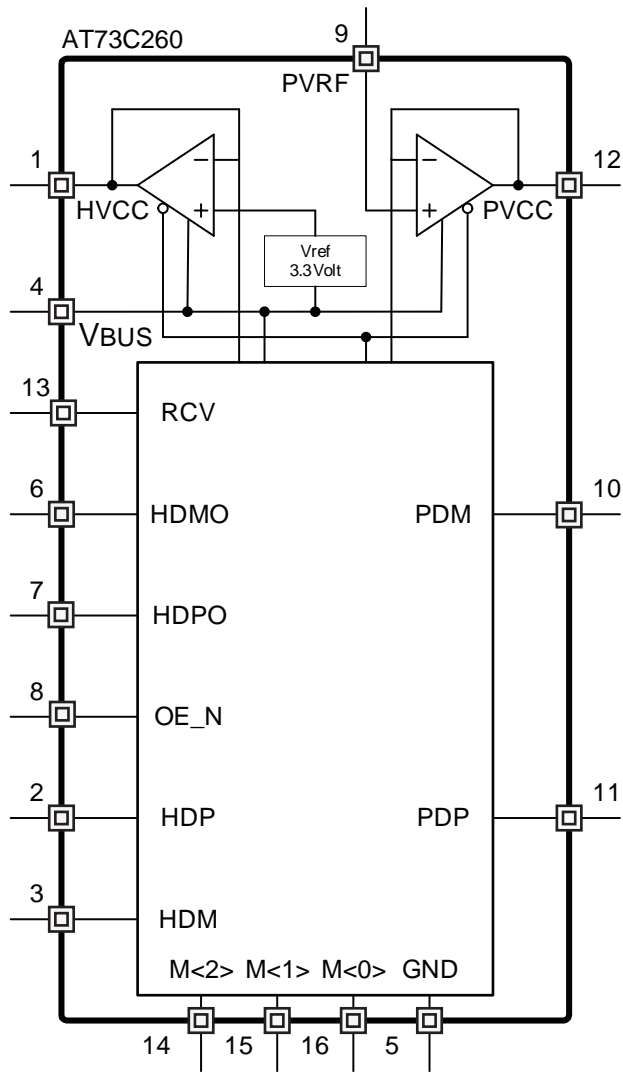 AT73C260
9
PVRF
1
12
HVCC
PVCC
- 
+
-
+
Vref
3.3Volt
4
VBUS
13
RCV
6
HDMO
PDM
10
7
HDPO
8
OE_N
2
HDP
PDP
11
3
HDM
M<2> M<1> M<0> GND
14 15 16 5